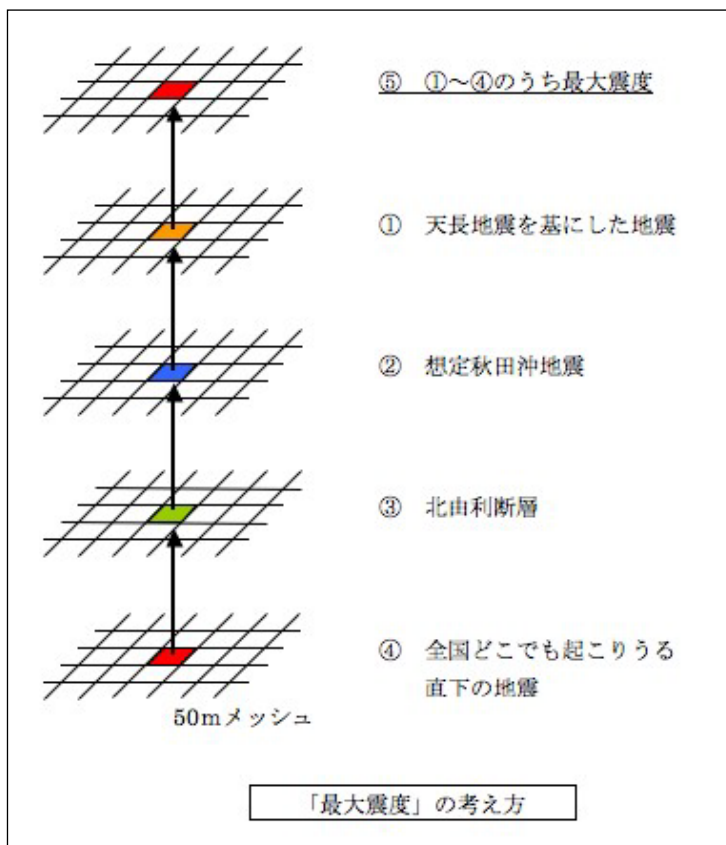 ⑤ ①～④のうち最大震度
① 天長地震を基にした地震
② 想定秋田沖地震
③ 北由利断層
④ 全国どこでも起こりうる
直下の地震
50mメッシュ
「最大震度」の考え方